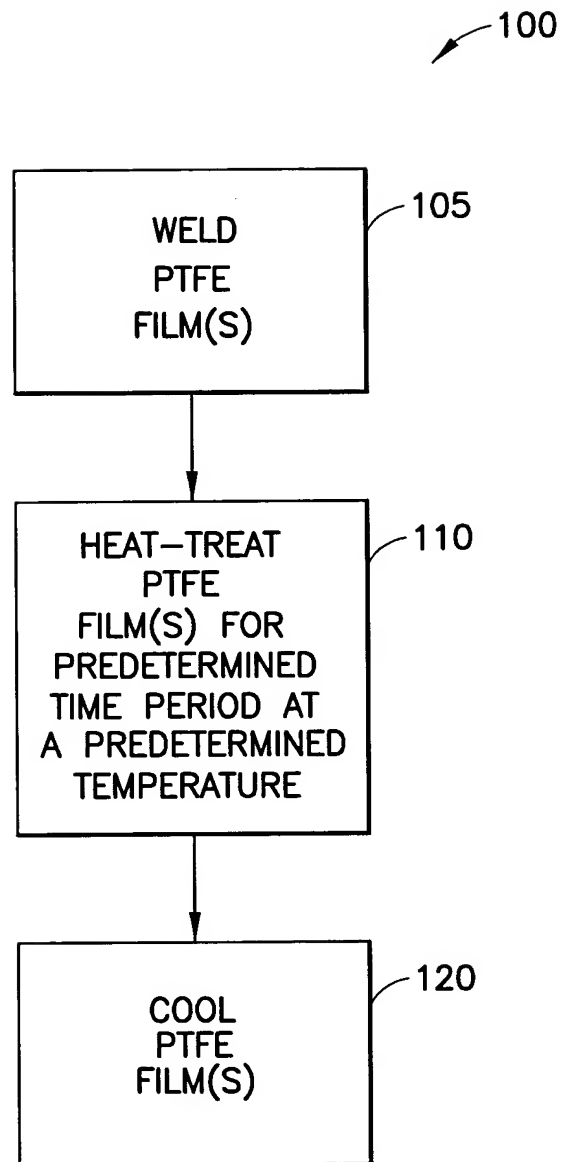 100
WELD
PTFE
FILM(S)
105
HEAT-TREAT
PTFE
FILM(S) FOR
PREDETERMINED
TIME PERIOD AT
A PREDETERMINED
TEMPERATURE
110
COOL
PTFE
FILM(S)
120